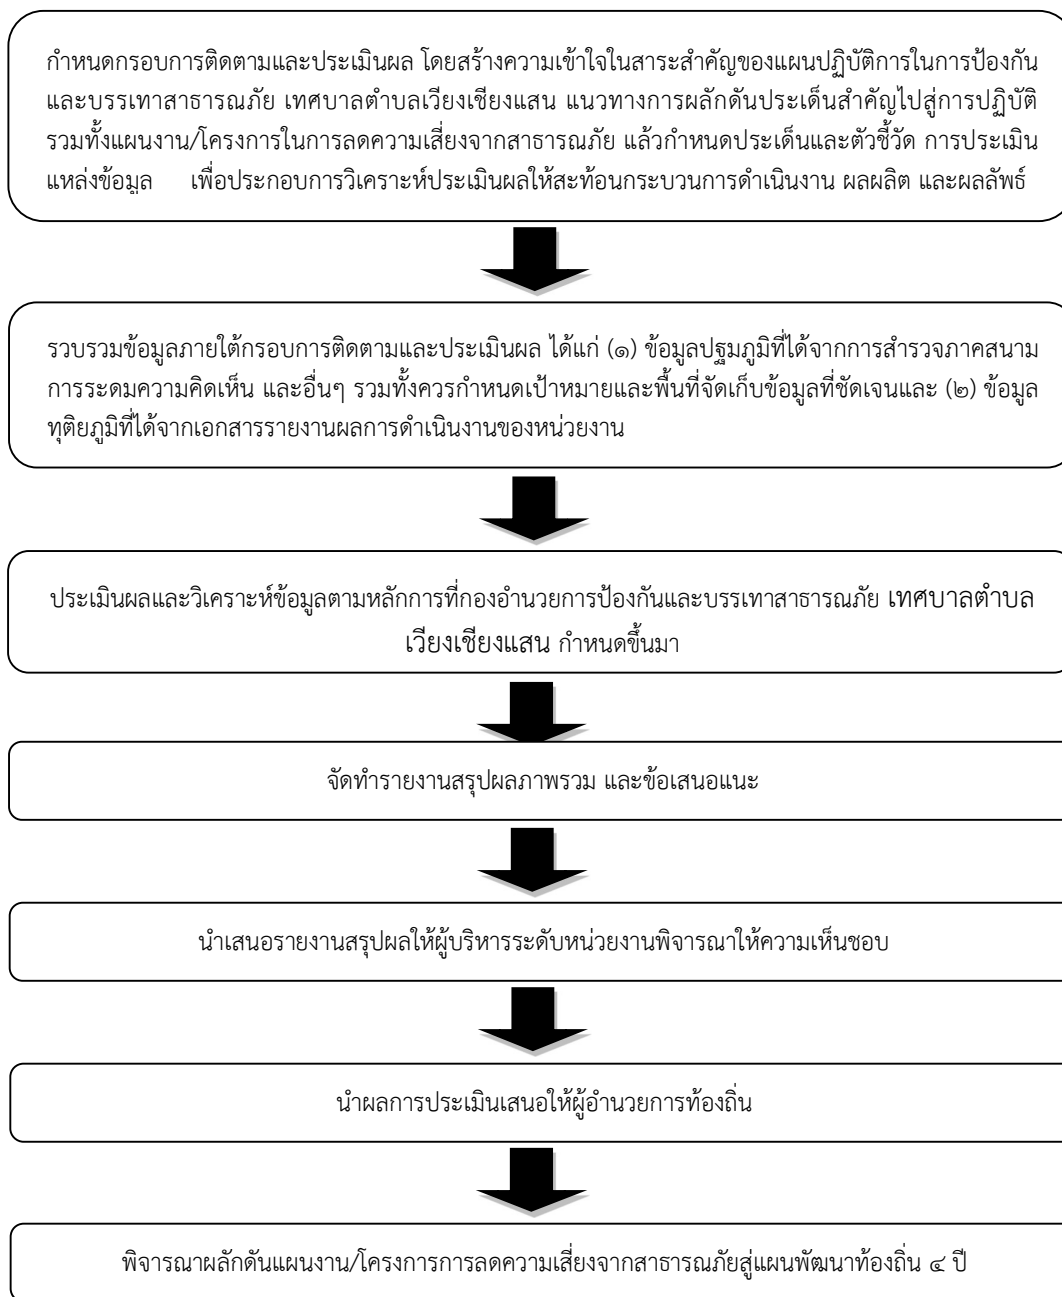 กำหนดกรอบการติดตามและประเมินผล โดยสร้างความเข้าใจในสาระสำคัญของแผนปฏิบัติการในการป้องกัน
และบรรเทาสาธารณภัย เทศบาลตำบลเวียงเชียงแสน แนวทางการผลักดันประเด็นสำคัญไปสู่การปฏิบัติ
รวมทั้งแผนงาน/โครงการในการลดความเสี่ยงจากสาธารณภัย แล้วกำหนดประเด็นและตัวชี้วัด การประเมิน
แหล่งข้อมูล เพื่อประกอบการวิเคราะห์ประเมินผลให้สะท้อนกระบวนการดำเนินงาน ผลผลิต และผลลัพธ์
รวบรวมข้อมูลภายใต้กรอบการติดตามและประเมินผล ได้แก่ (๑) ข้อมูลปฐมภูมิที่ได้จากการสำรวจภาคสนาม
การระดมความคิดเห็น และอื่นๆ รวมทั้งควรกำหนดเป้าหมายและพื้นที่จัดเก็บข้อมูลที่ชัดเจนและ (๒) ข้อมูล
ทุติยภูมิที่ได้จากเอกสารรายงานผลการดำเนินงานของหน่วยงาน
ประเมินผลและวิเคราะห์ข้อมูลตามหลักการที่กองอำนวยการป้องกันและบรรเทาสาธารณภัย เทศบาลตำบล
เวียงเชียงแสน กำหนดขึ้นมา
จัดทำรายงานสรุปผลภาพรวม และข้อเสนอแนะ
นำเสนอรายงานสรุปผลให้ผู้บริหารระดับหน่วยงานพิจารณาให้ความเห็นชอบ
นำผลการประเมินเสนอให้ผู้อำนวยการท้องถิ่น
พิจารณาผลักดันแผนงาน/โครงการการลดความเสี่ยงจากสาธารณภัยสู่แผนพัฒนาท้องถิ่น ๔ ปี